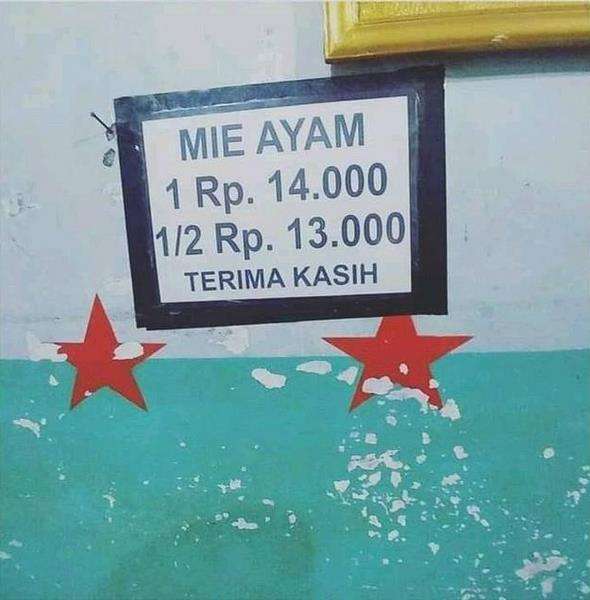 MIE AYAM
1 Rp. 14.000
1/2 Rp. 13.000
TERIMA KASIH